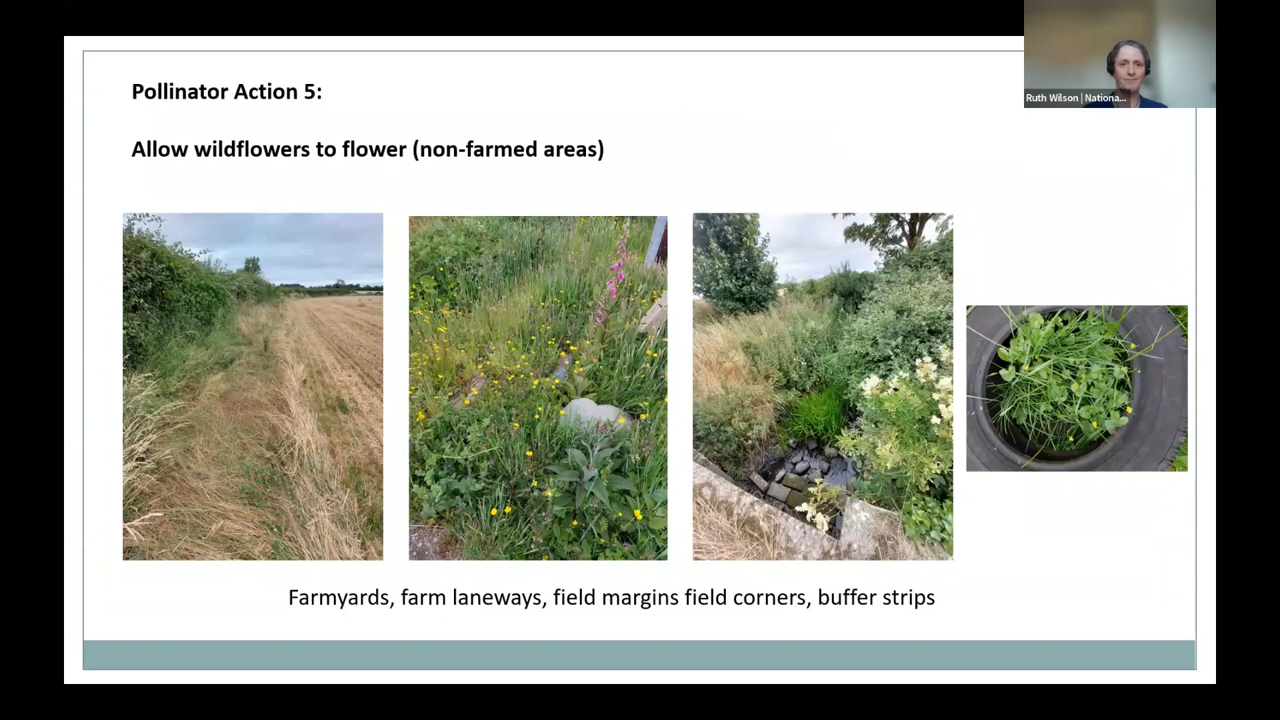 Pollinator Action 5:
Allow wildflowers to flower (non-farmed areas)
Ruth Wilson | Nationa...
Farmyards, farm laneways, field margins field corners, buffer strips